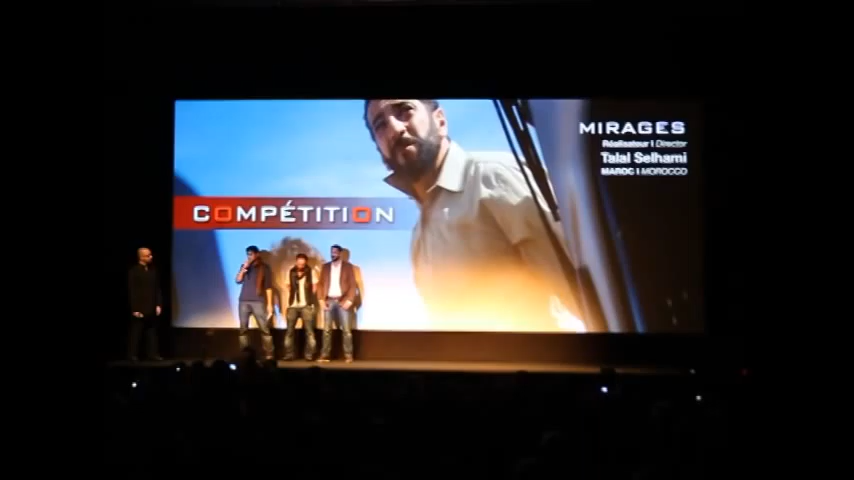 MIRAGES
Réalisateur | Director
Talal Selhami
MAROC | MOROCCO
COMPÉTITION